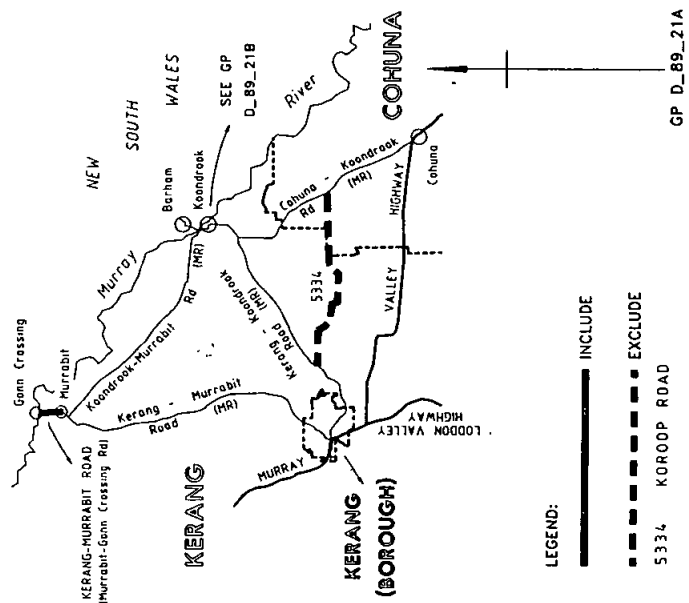 NEW
SOUTH
WALES
Gonn Crossing
Murrabit
Murray
River
Barham
Koondrook
SEE GP
D_89_21B
KERANG-MURRABIT ROAD
(Murrabit-Gonn Crossing Rd)
Koondrook-Murrabit
Rd
(MR)
Kerang - Murrabit
Road
(MR)
Kerang - Koondrook
Road
(MR)
Cohuna - Koondrook
Rd
(MR)
5334
KERANG
COHUNA
Cohuna
MURRAY
VALLEY
HIGHWAY
LODDON VALLEY
HIGHWAY
KERANG
(BOROUGH)
LEGEND:
INCLUDE
EXCLUDE
5334 KOROOP ROAD
GP D_89_21A